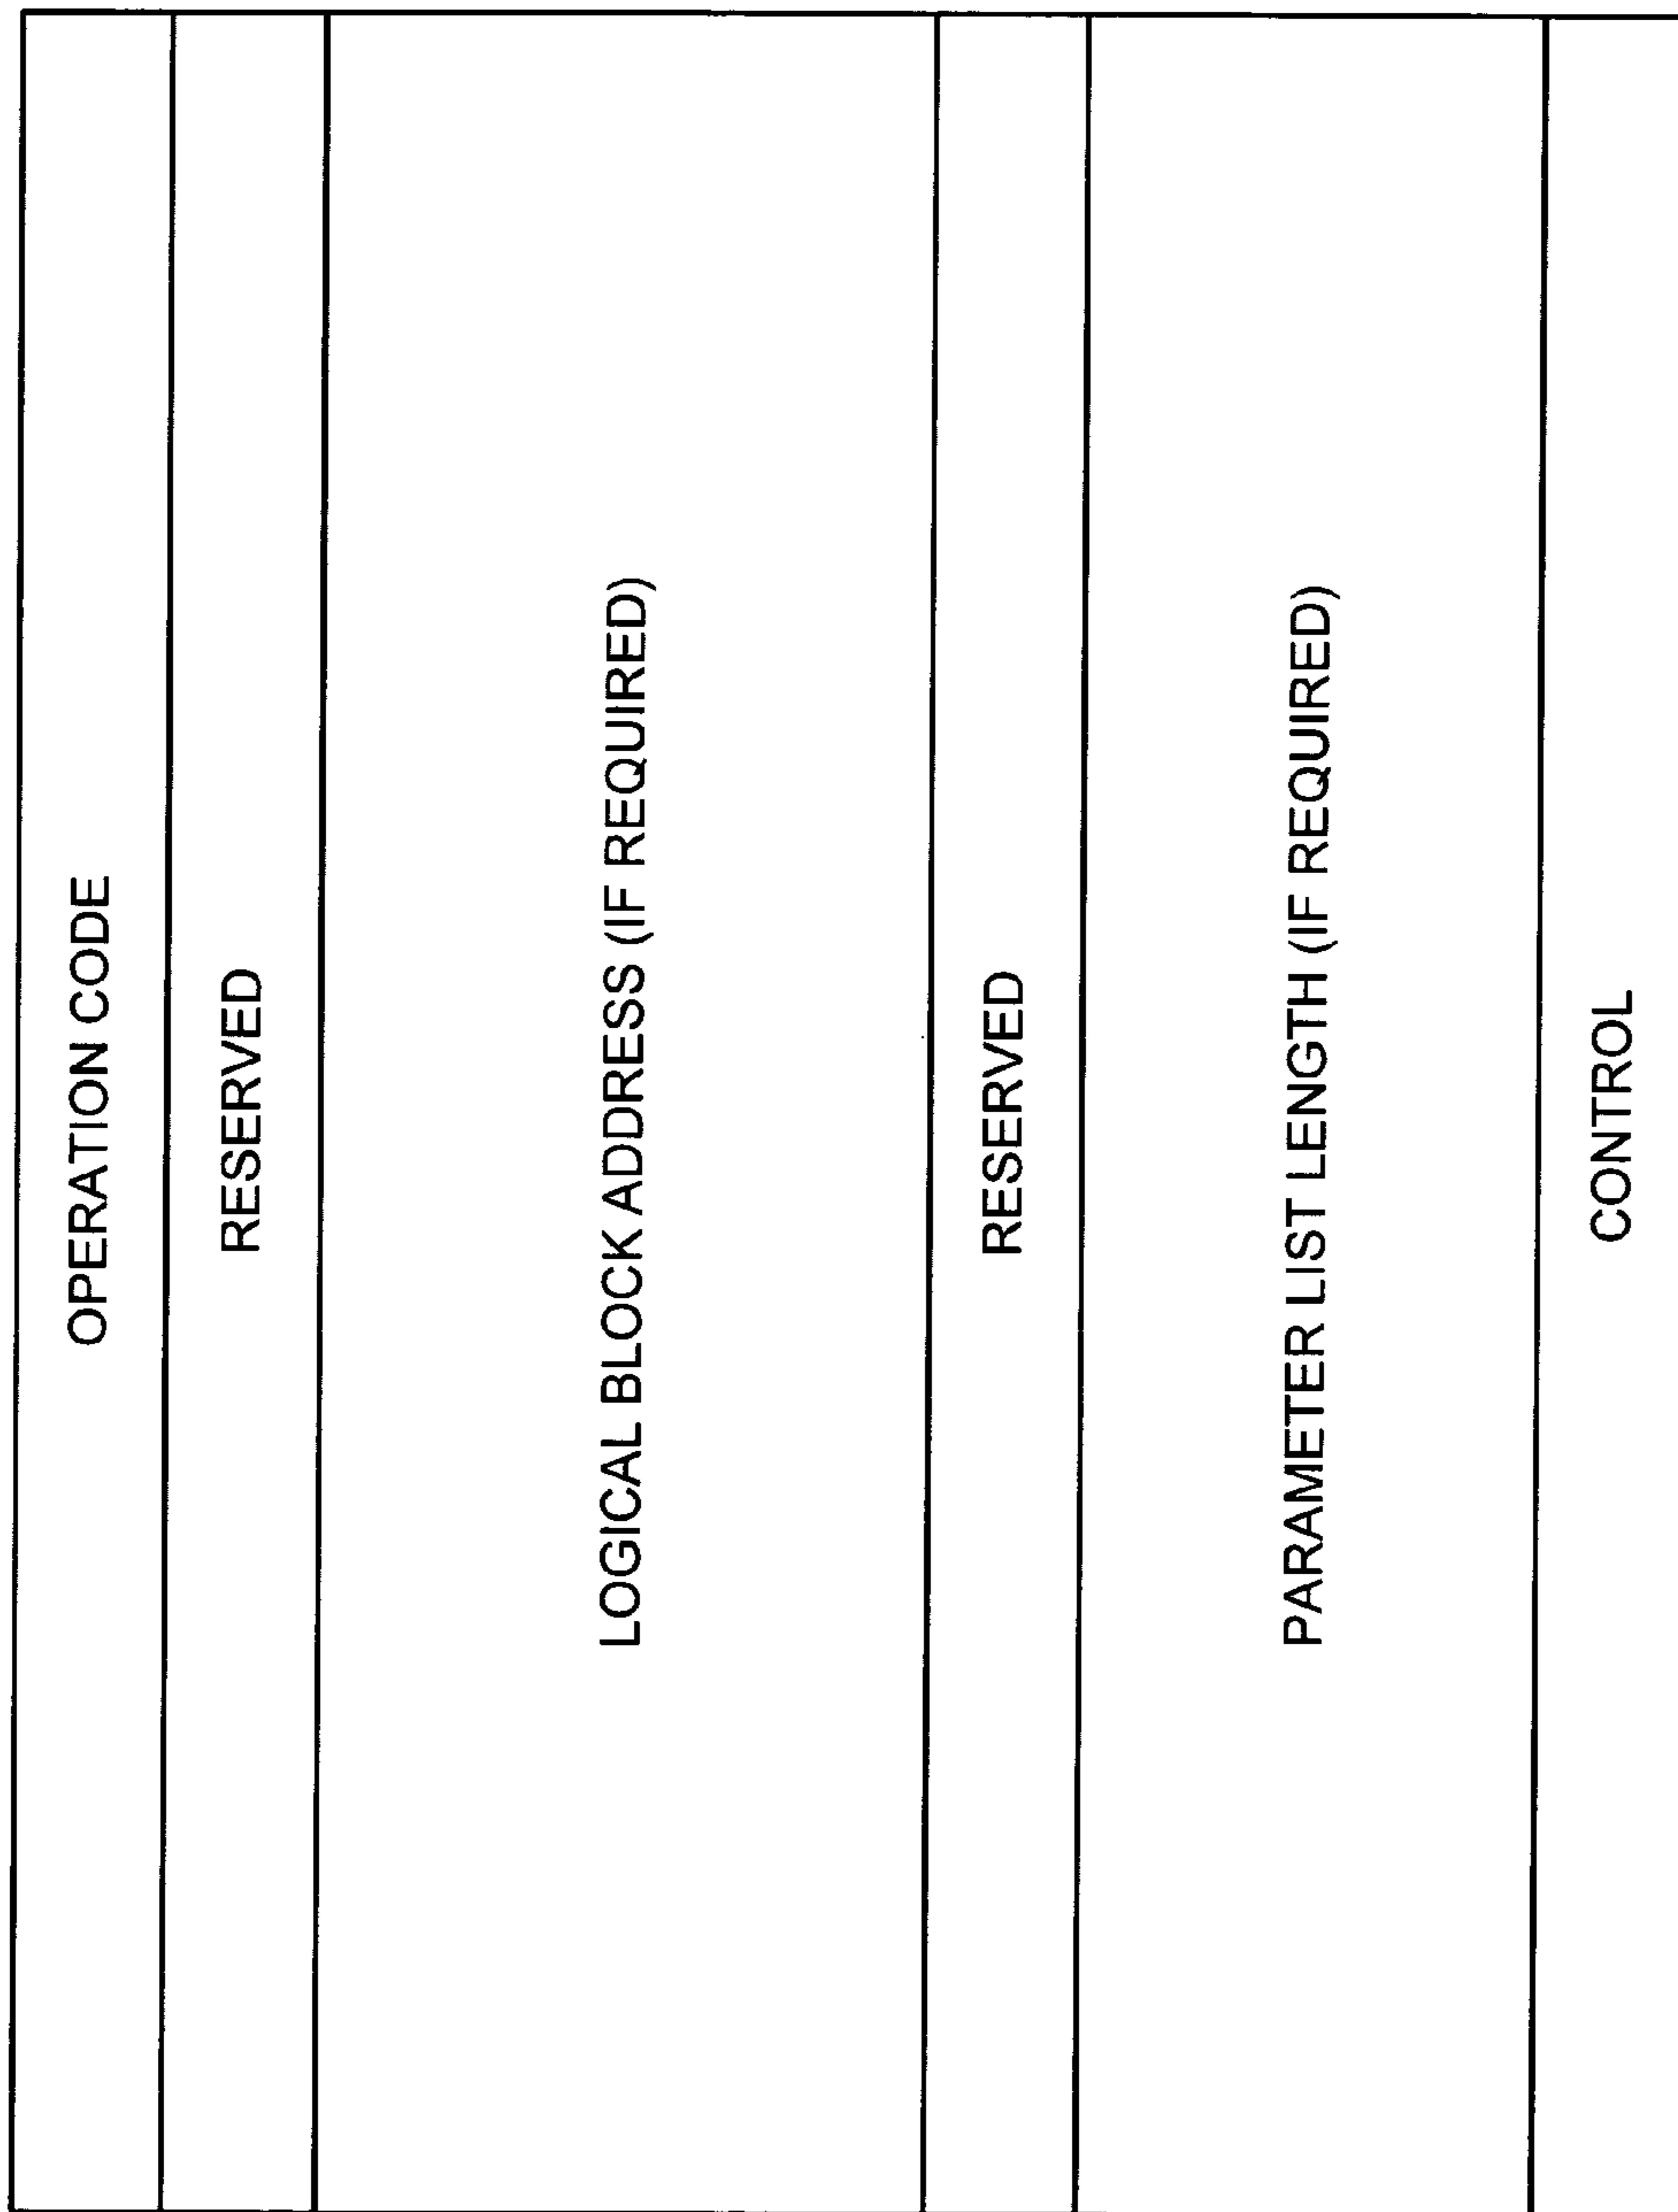 OPERATION CODE
RESERVED
LOGICAL BLOCK ADDRESS (IF REQUIRED)
RESERVED
PARAMETER LIST LENGTH (IF REQUIRED)
CONTROL